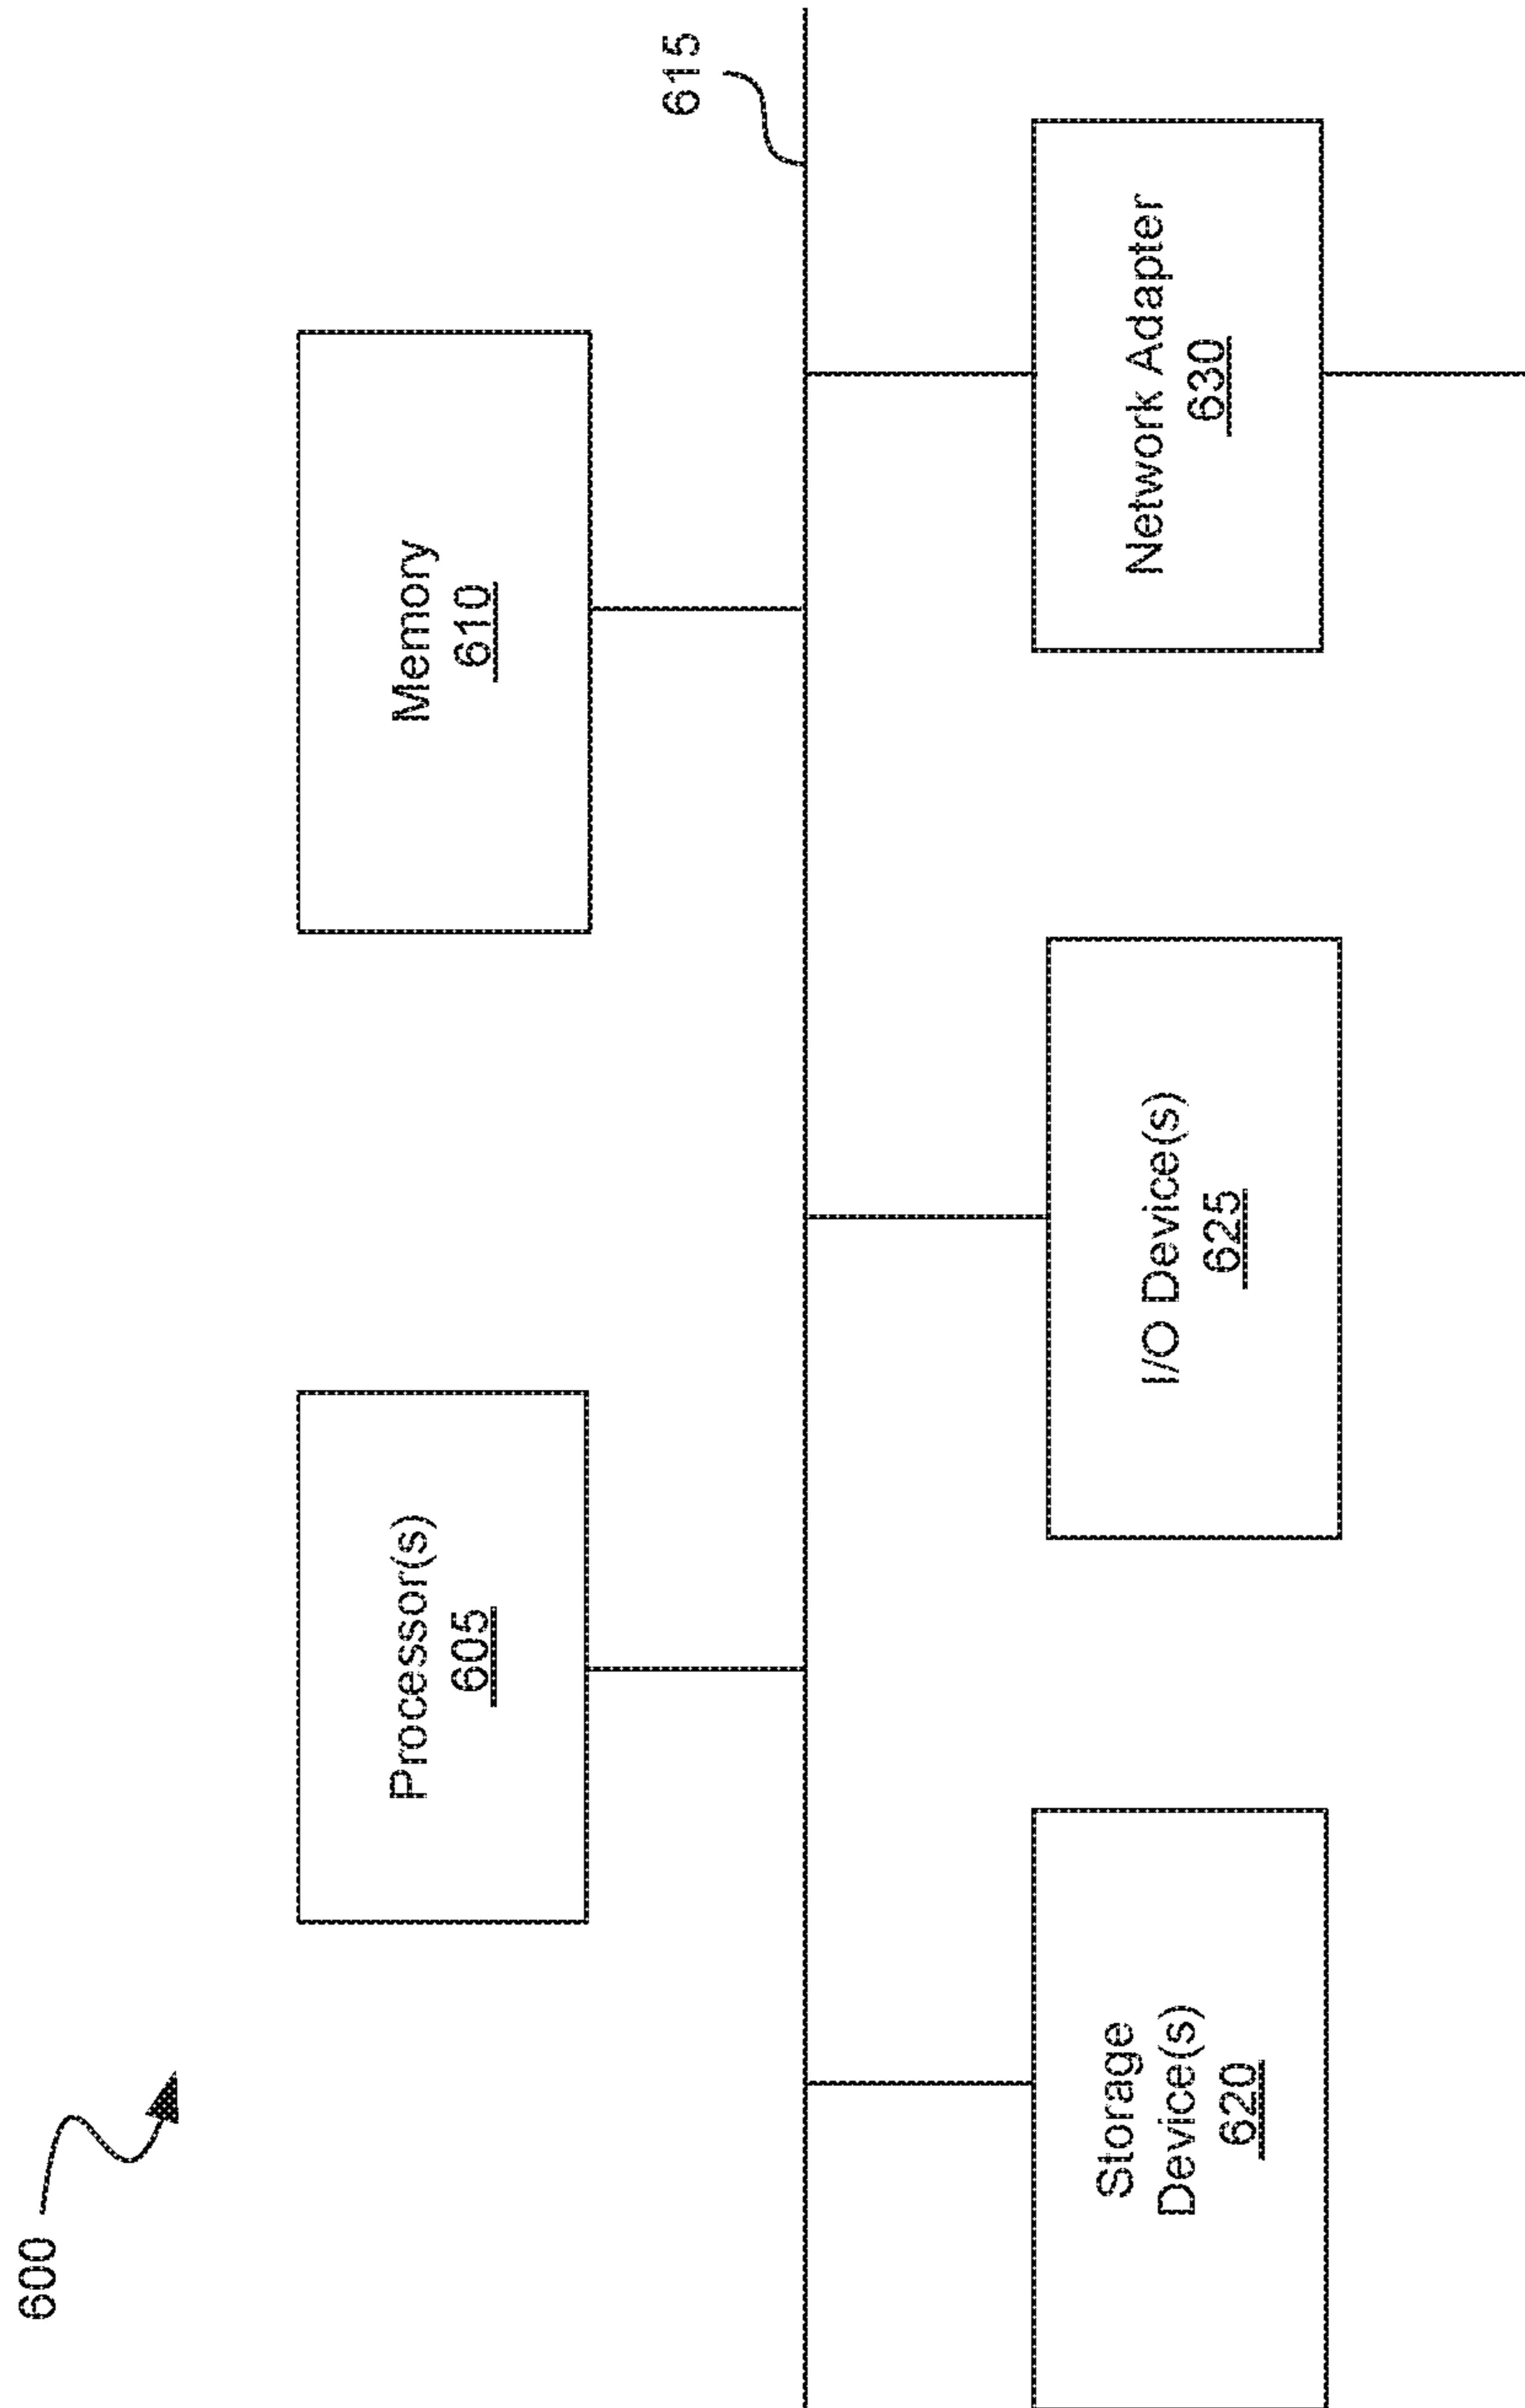 600
Processor(s)
605
Memory
610
615
Storage
Device(s)
620
I/O Device(s)
625
Network Adapter
630